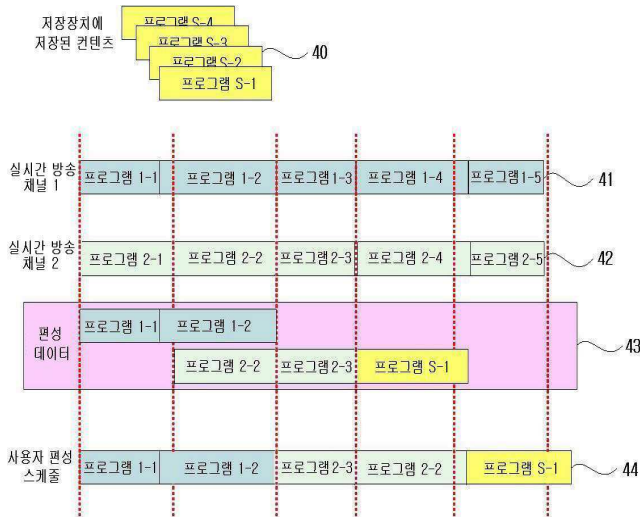 저장장치에
저장된 컨텐츠
프로그램 S-4
프로그램 S-3
프로그램 S-2
프로그램 S-1
40
실시간 방송
채널 1
프로그램 1-1
프로그램 1-2
프로그램1-3
프로그램 1-4
프로그램1-5
41
실시간 방송
채널 2
프로그램 2-1
프로그램 2-2
프로그램2-3
프로그램 2-4
프로그램2-5
42
편성
데이터
프로그램 1-1
프로그램 1-2
프로그램 2-2
프로그램2-3
프로그램 S-1
43
사용자 편성
스케줄
프로그램 1-1
프로그램 1-2
프로그램2-3
프로그램 2-2
프로그램 S-1
44